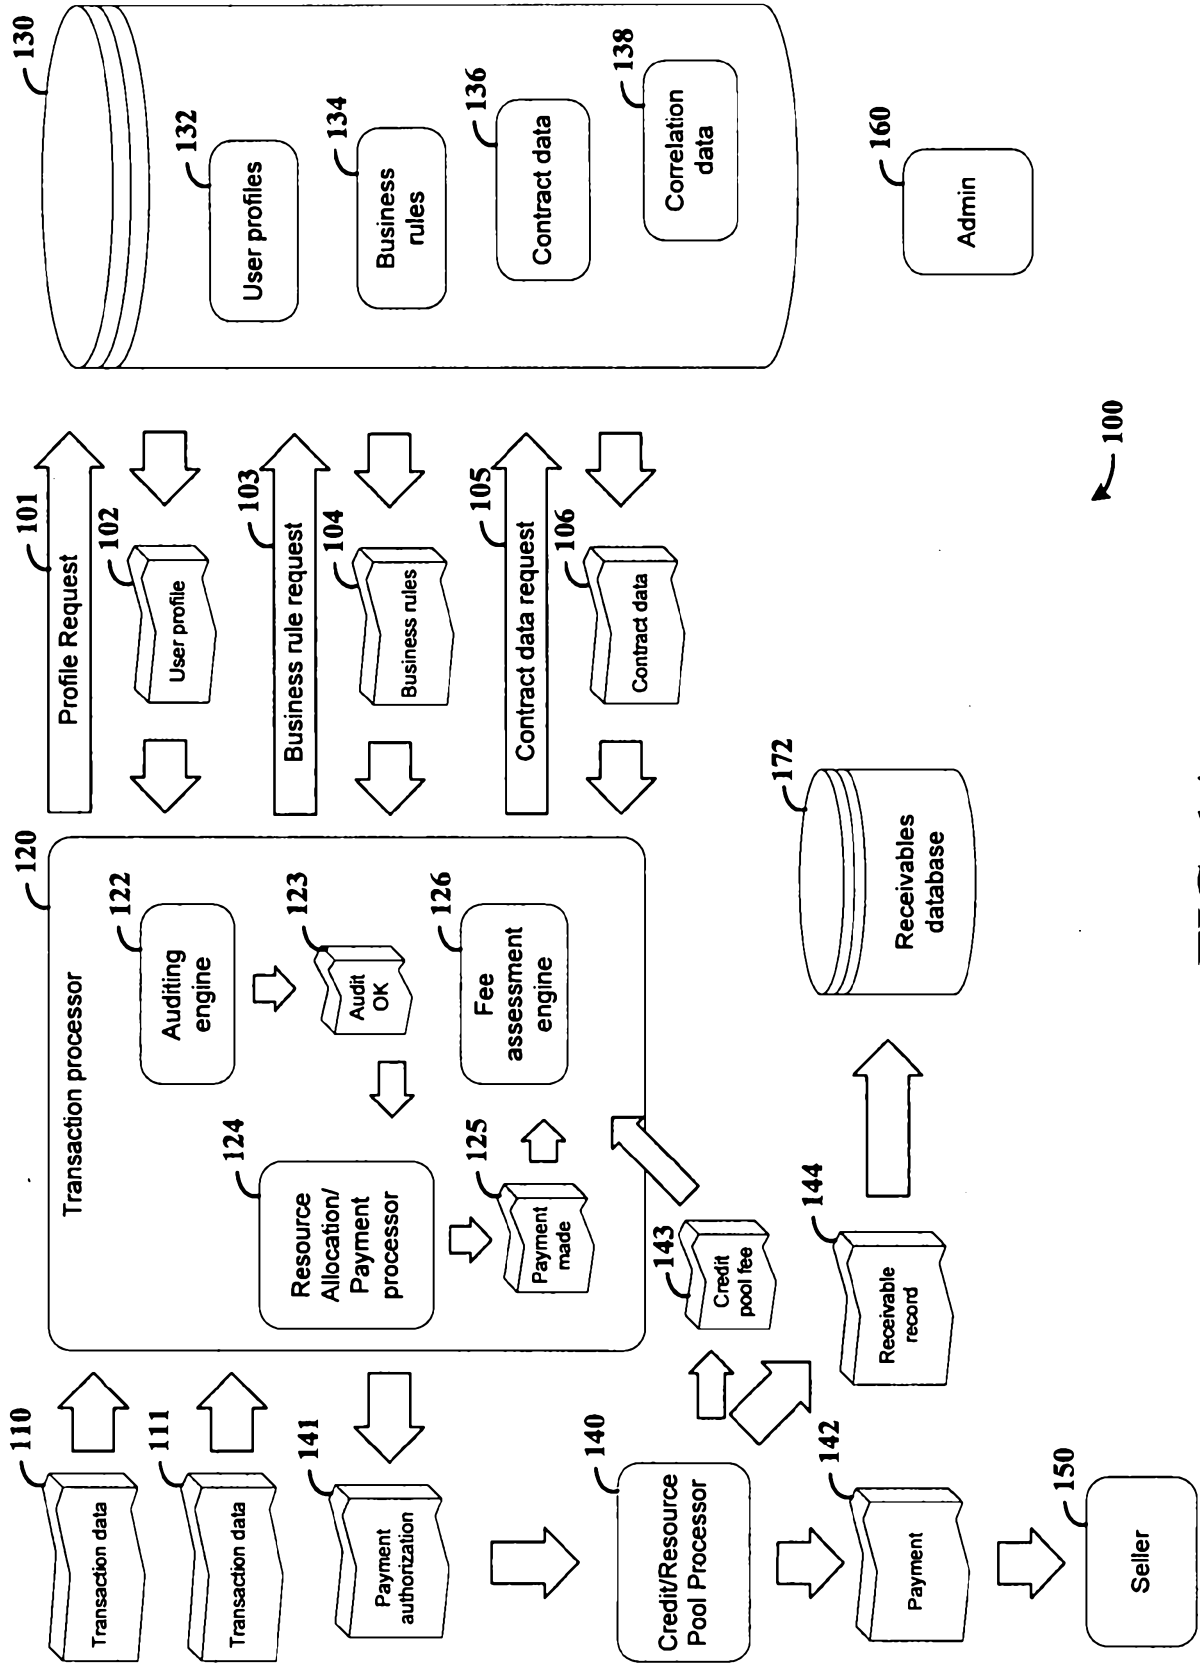 110
Transaction data
111
Transaction data
141
Payment
authorization
140
Credit/Resource
Pool Processor
142
Payment
150
Seller
120
Transaction processor
122
Auditing
engine
123
Audit
OK
124
Resource
Allocation/
Payment
processor
125
Payment
made
126
Fee
assessment
engine
143
Credit
pool fee
144
Receivable
record
172
Receivables
database
101
Profile Request
102
User profile
103
Business rule request
104
Business rules
105
Contract data request
106
Contract data
130
132
User profiles
134
Business
rules
136
Contract data
138
Correlation
data
160
Admin
100